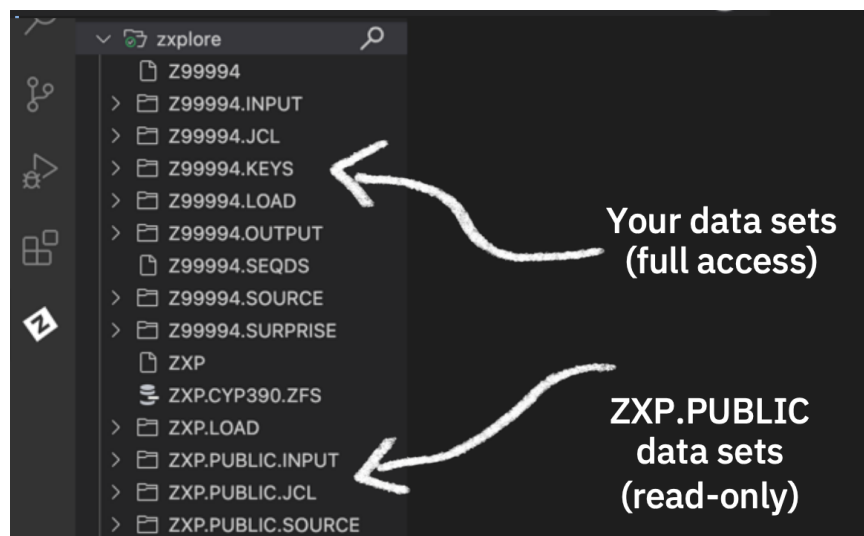 zxplore
Z99994
Z99994.INPUT
Z99994.JCL
Z99994.KEYS
Z99994.LOAD
Z99994.OUTPUT
Z99994.SEQDS
Z99994.SOURCE
Z99994.SURPRISE
ZXP
ZXP.CYP390.ZFS
ZXP.LOAD
ZXP.PUBLIC.INPUT
ZXP.PUBLIC.JCL
ZXP.PUBLIC.SOURCE
Your data sets
(full access)
ZXP.PUBLIC
data sets
(read-only)
Z